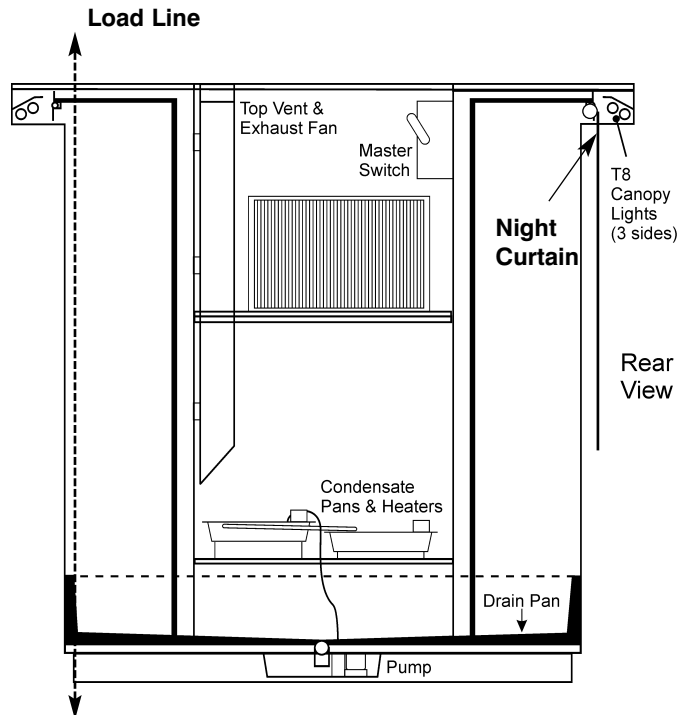 Load Line
Top Vent &
Exhaust Fan
Master
Switch
T8
Canopy
Lights
(3 sides)
Night
Curtain
Rear
View
Condensate
Pans & Heaters
Drain Pan
Pump